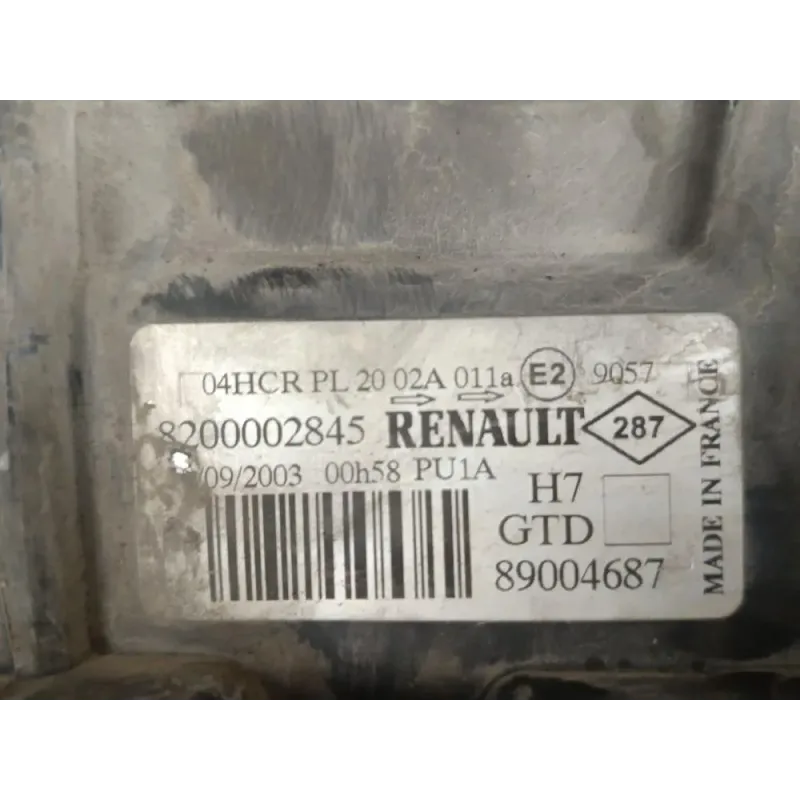 04HCR PL 20 02A 011a E2 9057
8200002845 RENAULT 287
/09/2003 00h58 PU1A
H7
GTD
89004687
MADE IN FRANCE